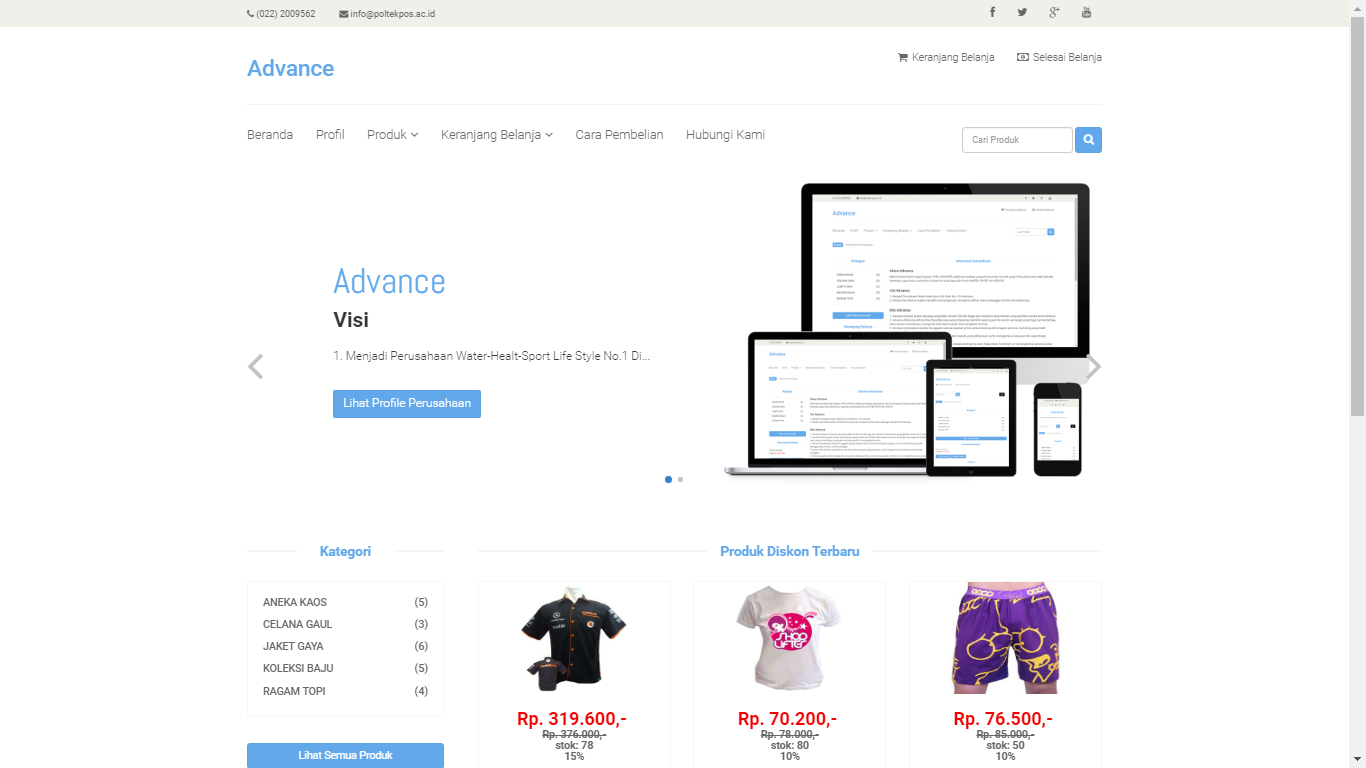 (022) 2009562 info@poltekpos.ac.id
Advance
Keranjang Belanja Selesai Belanja
Beranda Profil Produk Keranjang Belanja Cara Pembelian Hubungi Kami
Cari Produk
Advance
Visi
1. Menjadi Perusahaan Water-Healt-Sport Life Style No.1 Di...
Lihat Profile Perusahaan
Advance
Advance
Kategori
ANEKA KAOS (5)
CELANA GAUL (3)
JAKET GAYA (6)
KOLEKSI BAJU (5)
RAGAM TOPI (4)
Lihat Semua Produk
Produk Diskon Terbaru
SHOP
LIFTER
Rp. 319.600,-
Rp. 376.000,-
stok: 78
15%
Rp. 70.200,-
Rp. 78.000,-
stok: 80
10%
Rp. 76.500,-
Rp. 85.000,-
stok: 50
10%